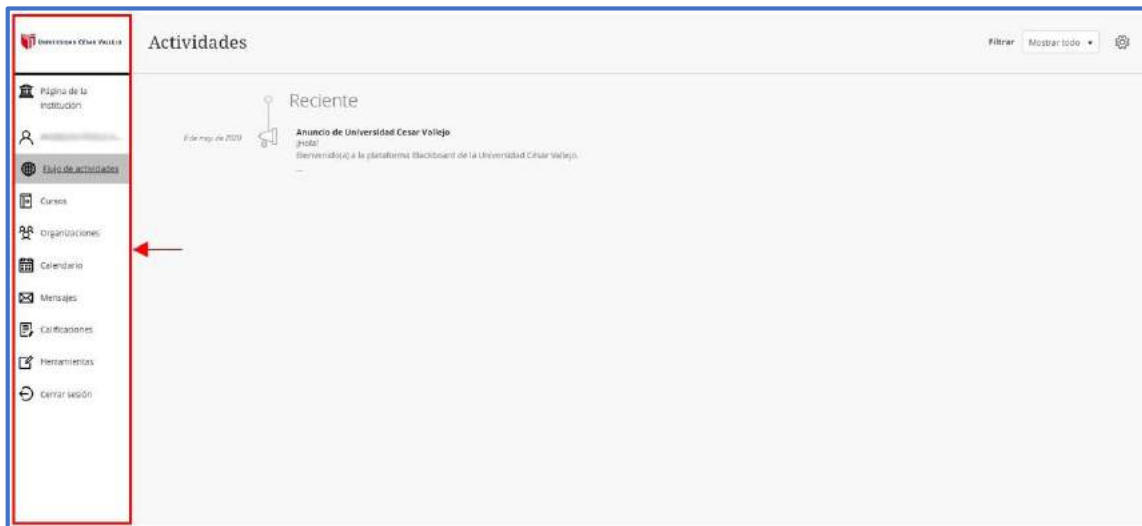 UNIVERSIDAD CÉSAR VALLEJO
Actividades
Filtrar
Mostrar todo
Página de la
Institución
Flujo de actividades
Cursos
Organizaciones
Calendario
Mensajes
Calificaciones
Herramientas
Cerrar sesión
Reciente
8 de may. de 2020
Anuncio de Universidad Cesar Vallejo
¡Hola!
Bienvenido(a) a la plataforma Blackboard de la Universidad César Vallejo.
...